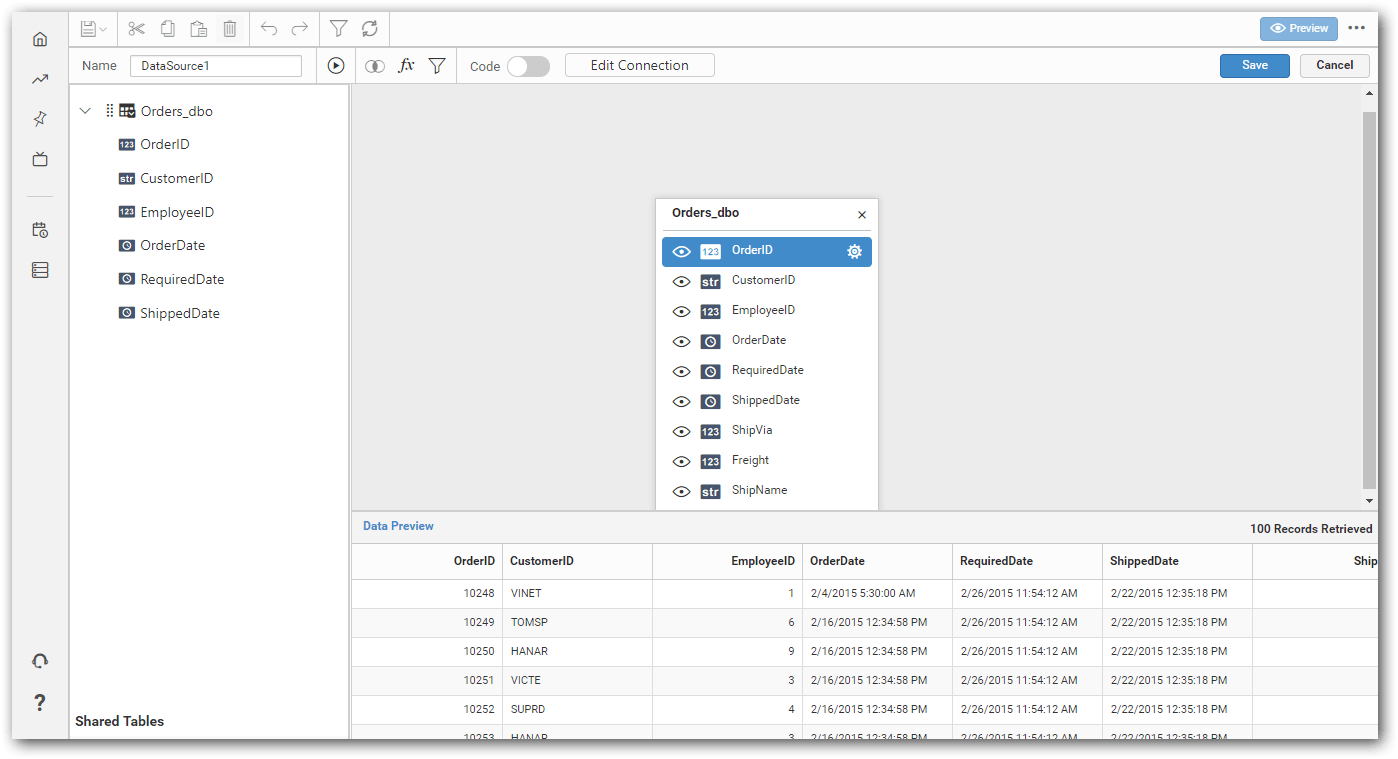 Preview
Name DataSource1 fx Code Edit Connection Save Cancel
Orders_dbo
123 OrderID
str CustomerID
123 EmployeeID
OrderDate
RequiredDate
ShippedDate
Shared Tables
Orders_dbo
123 OrderID
str CustomerID
123 EmployeeID
OrderDate
RequiredDate
ShippedDate
123 ShipVia
123 Freight
str ShipName
Data Preview 100 Records Retrieved
OrderID CustomerID EmployeeID OrderDate RequiredDate ShippedDate Ship
10248 VINET 1 2/4/2015 5:30:00 AM 2/26/2015 11:54:12 AM 2/22/2015 12:35:18 PM
10249 TOMSP 6 2/16/2015 12:34:58 PM 2/26/2015 11:54:12 AM 2/22/2015 12:35:18 PM
10250 HANAR 9 2/16/2015 12:34:58 PM 2/26/2015 11:54:12 AM 2/22/2015 12:35:18 PM
10251 VICTE 3 2/16/2015 12:34:58 PM 2/26/2015 11:54:12 AM 2/22/2015 12:35:18 PM
10252 SUPRD 4 2/16/2015 12:34:58 PM 2/26/2015 11:54:12 AM 2/22/2015 12:35:18 PM
10253 HANAR 3 2/16/2015 12:34:58 PM 2/26/2015 11:54:12 AM 2/22/2015 12:35:18 PM
?